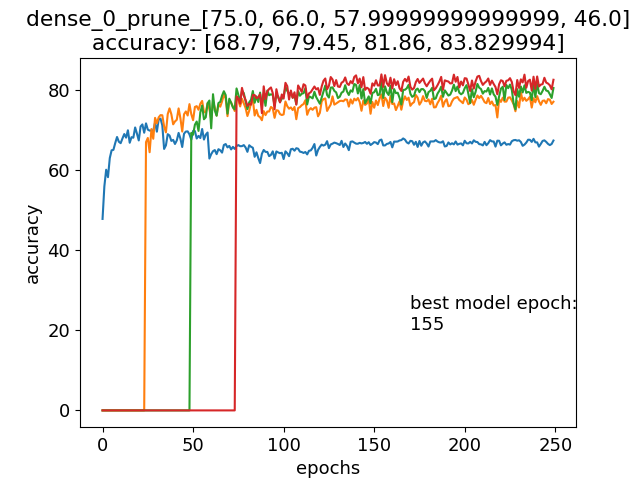 dense_0_prune_[75.0, 66.0, 57.99999999999999, 46.0]
accuracy: [68.79, 79.45, 81.86, 83.829994]
80
60
40
20
0
accuracy
best model epoch:
155
0 50 100 150 200 250
epochs